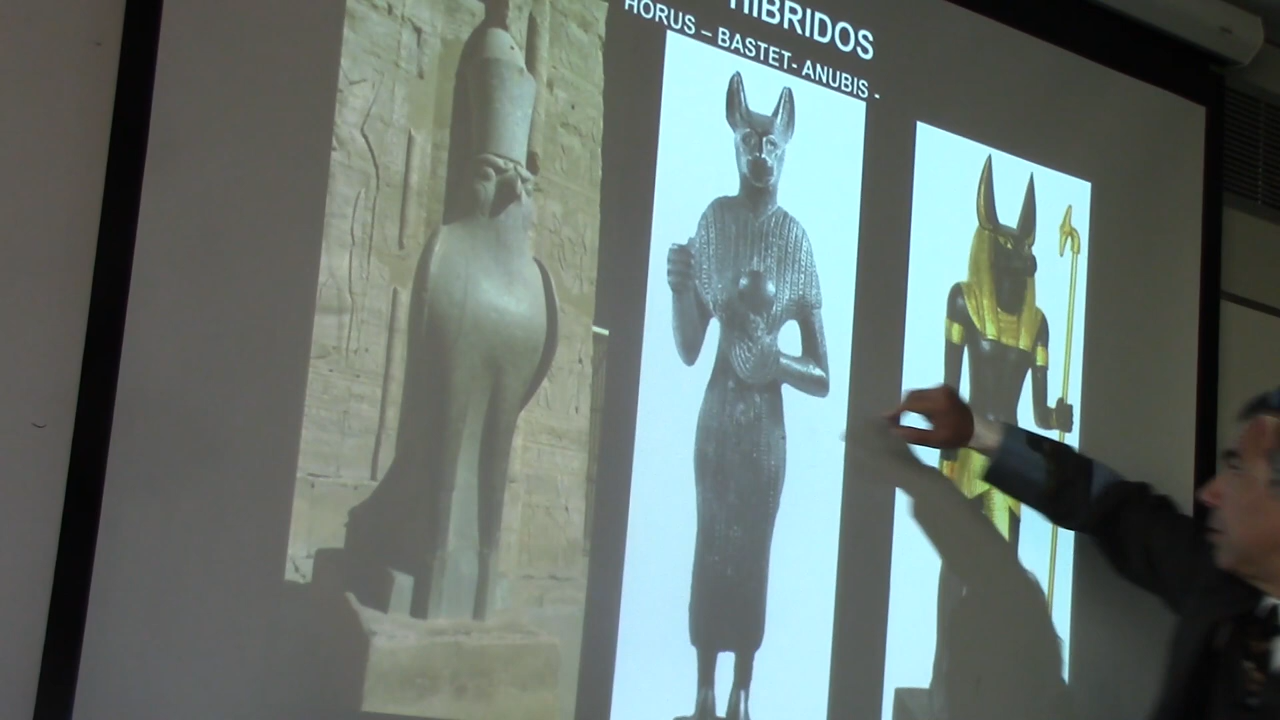 HIBRIDOS
HORUS – BASTET- ANUBIS -